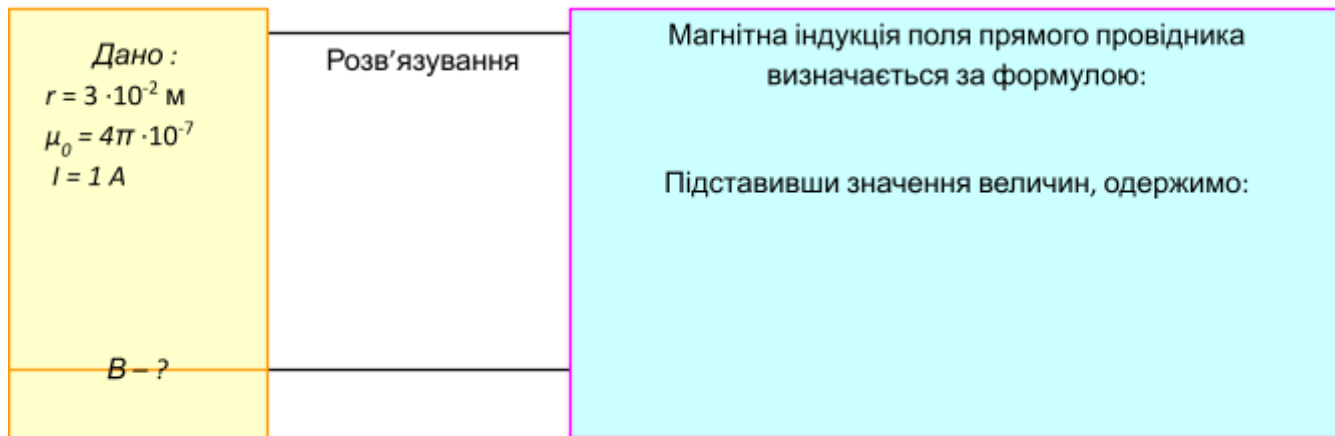 Дано :
r = 3 ·10⁻² м
μ₀ = 4π ·10⁻⁷
I = 1 А
В – ?
Розв’язування
Магнітна індукція поля прямого провідника
визначається за формулою:
Підставивши значення величин, одержимо: